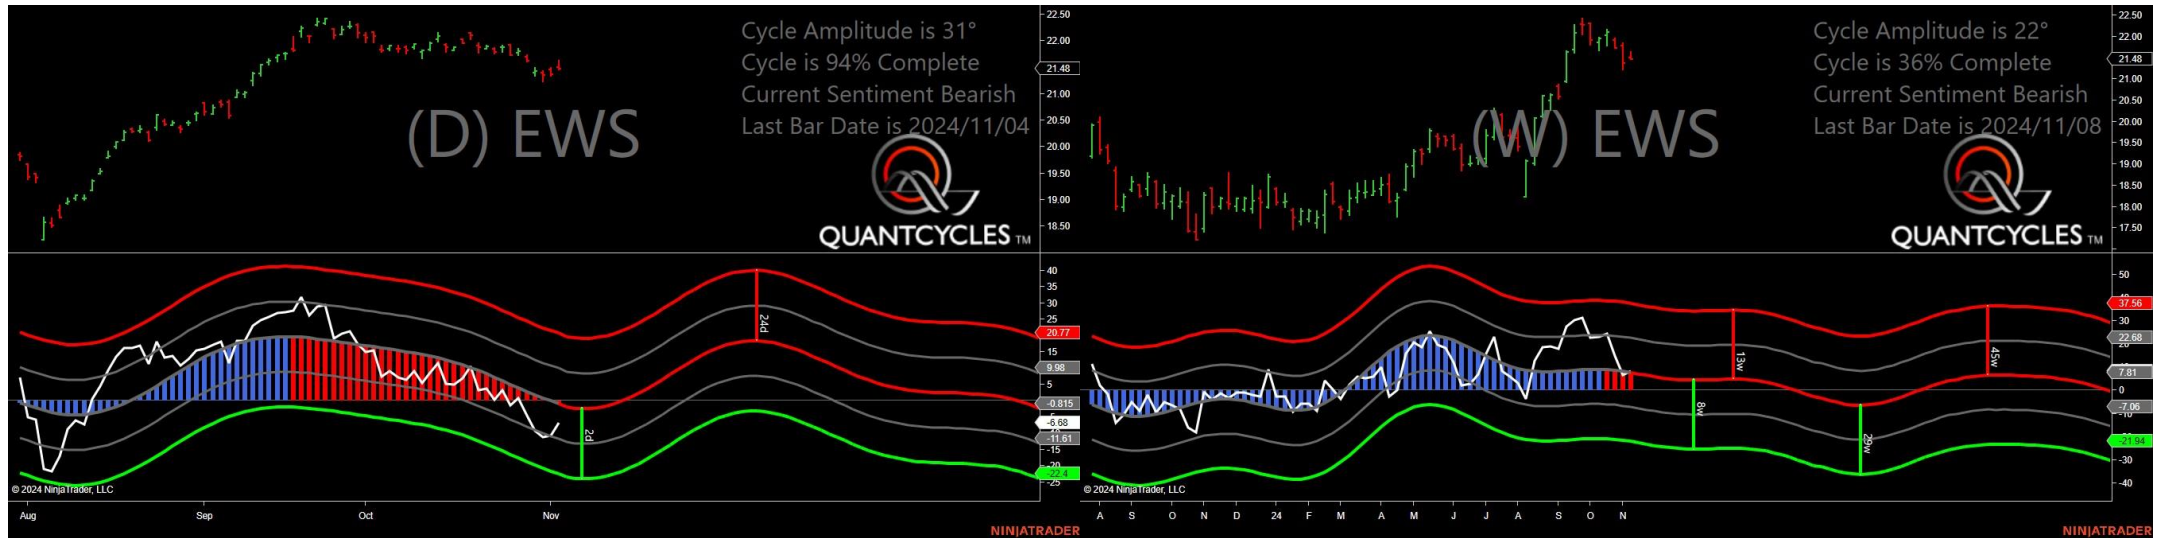 Cycle Amplitude is 31°
Cycle is 94% Complete
Current Sentiment Bearish
Last Bar Date is 2024/11/04
(D) EWS
QUANTCYCLES TM
22.50
22.00
21.48
21.00
20.50
20.00
19.50
19.00
18.50
40
35
30
25
20.77
15
9.98
5
-0.815
-6.68
-11.61
-15
-22.4
-25
24d
2d
© 2024 NinjaTrader, LLC
Aug
Sep
Oct
Nov
NINJATRADER
Cycle Amplitude is 22°
Cycle is 36% Complete
Current Sentiment Bearish
Last Bar Date is 2024/11/08
(W) EWS
QUANTCYCLES TM
22.50
22.00
21.48
21.00
20.50
20.00
19.50
19.00
18.50
18.00
17.50
50
37.56
30
22.68
7.81
0
-7.06
-21.94
-30
-40
13w
45w
8w
29w
© 2024 NinjaTrader, LLC
A S O N D 24 F M A M J J A S O N
NINJATRADER